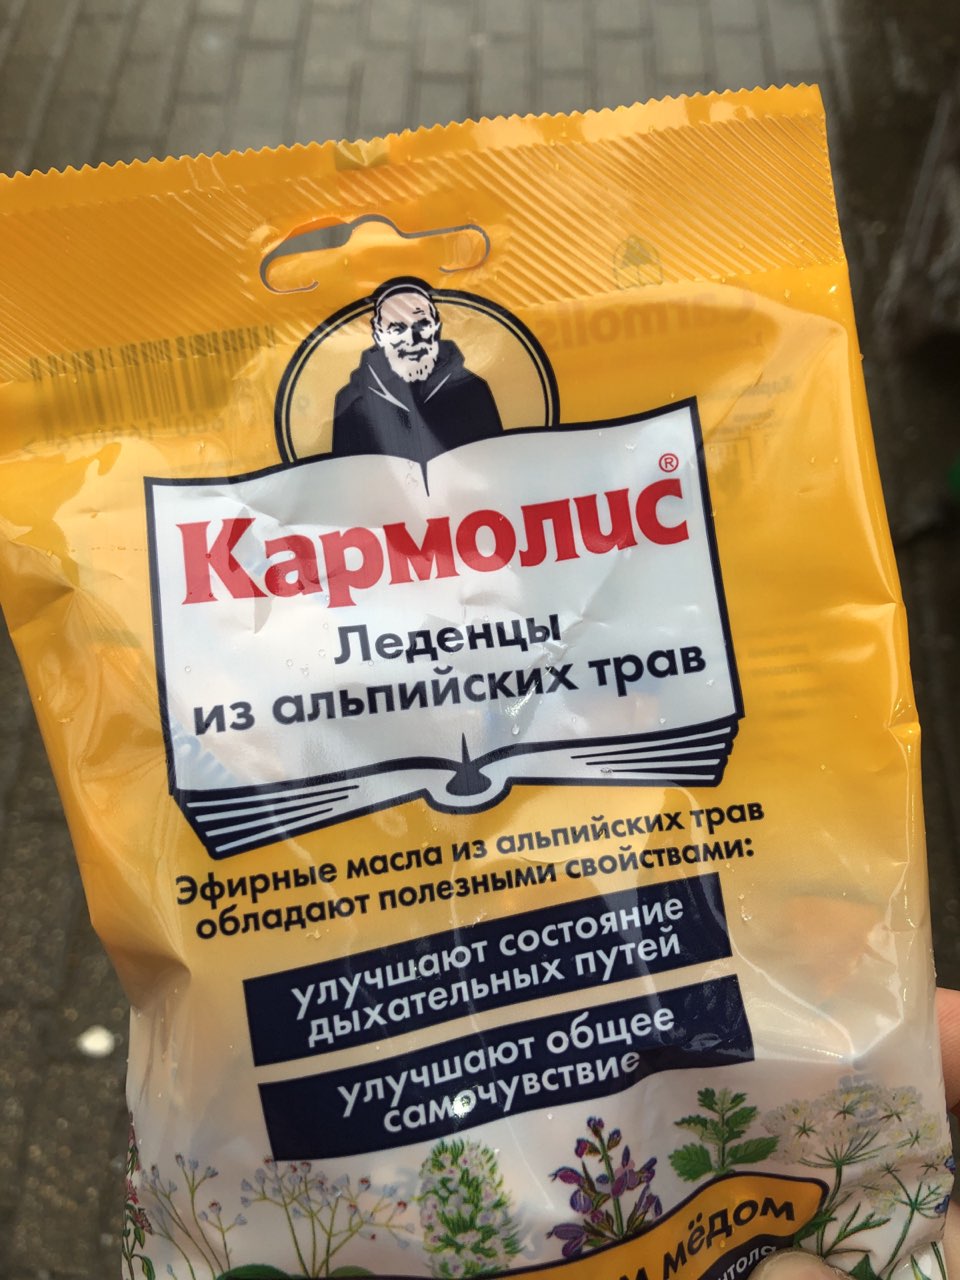 Кармолис®
Леденцы
из альпийских трав
Эфирные масла из альпийских трав
обладают полезными свойствами:
улучшают состояние
дыхательных путей
улучшают общее
самочувствие
мёдом